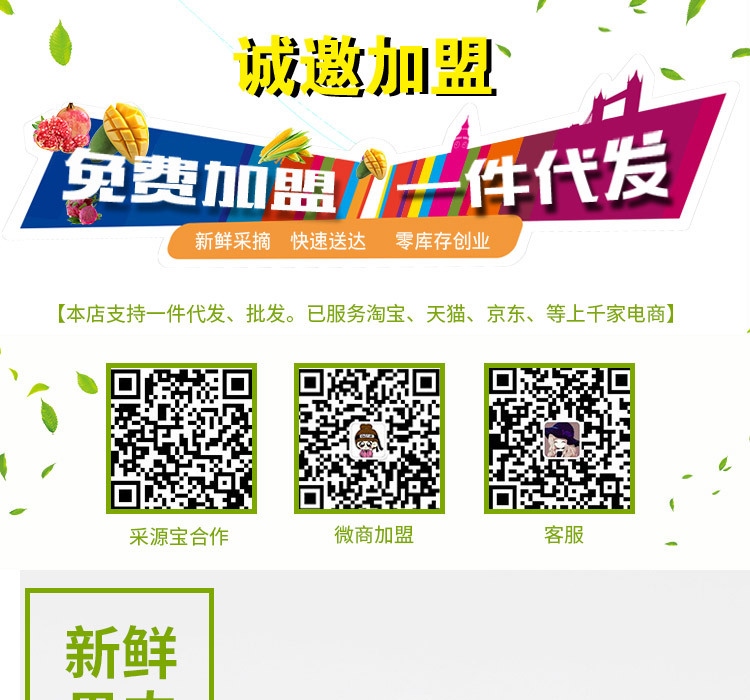 诚邀加盟
免费加盟 一件代发
新鲜采摘 快速送达 零库存创业
【本店支持一件代发、批发。已服务淘宝、天猫、京东、等上千家电商】
采源宝合作 微商加盟 客服
新鲜